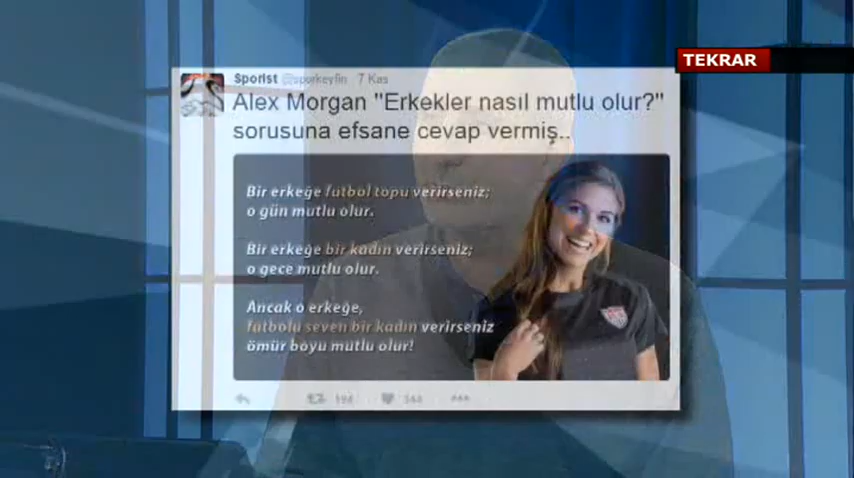 TEKRAR
Sporist @sporkeyfin 7 Kas
Alex Morgan "Erkekler nasıl mutlu olur?"
sorusuna efsane cevap vermiş..
Bir erkeğe futbol topu verirseniz;
o gün mutlu olur.
Bir erkeğe bir kadın verirseniz;
o gece mutlu olur.
Ancak o erkeğe,
futbolu seven bir kadın verirseniz
ömür boyu mutlu olur!